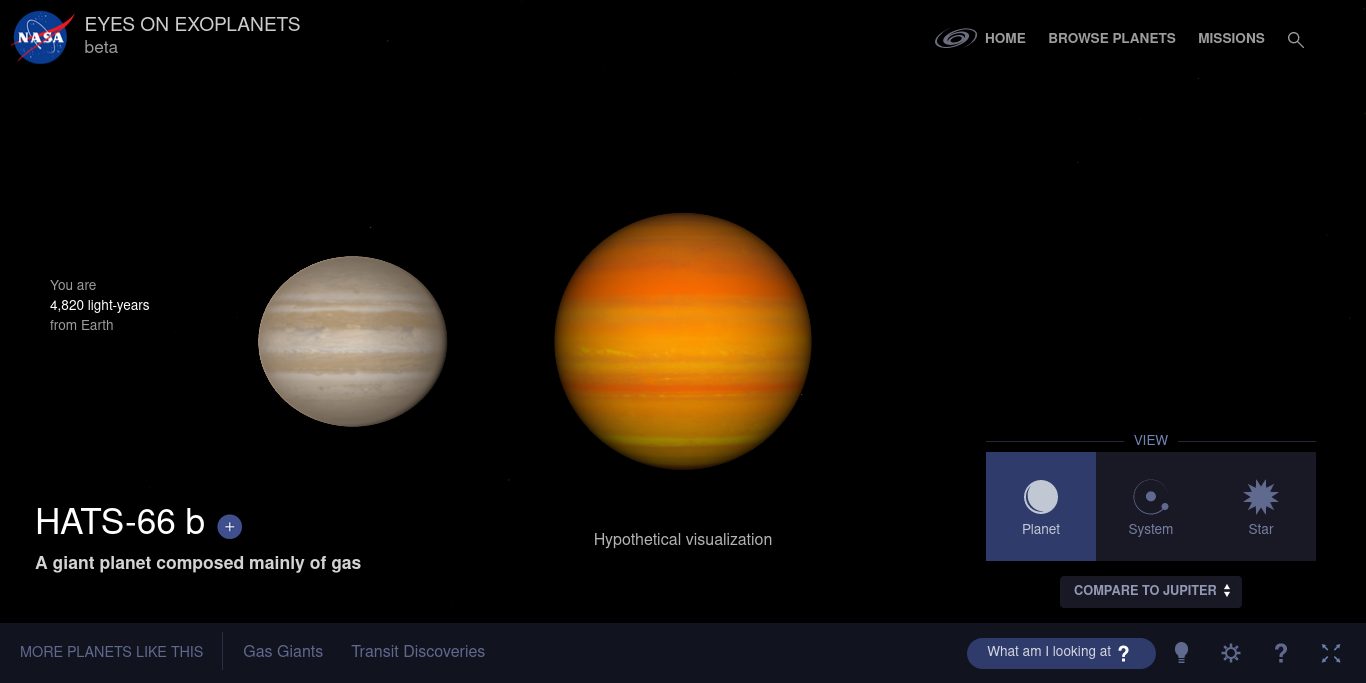 NASA
EYES ON EXOPLANETS
beta
HOME
BROWSE PLANETS
MISSIONS
You are
4,820 light-years
from Earth
VIEW
Planet
System
Star
HATS-66 b +
A giant planet composed mainly of gas
Hypothetical visualization
COMPARE TO JUPITER
MORE PLANETS LIKE THIS
Gas Giants
Transit Discoveries
What am I looking at ?
?